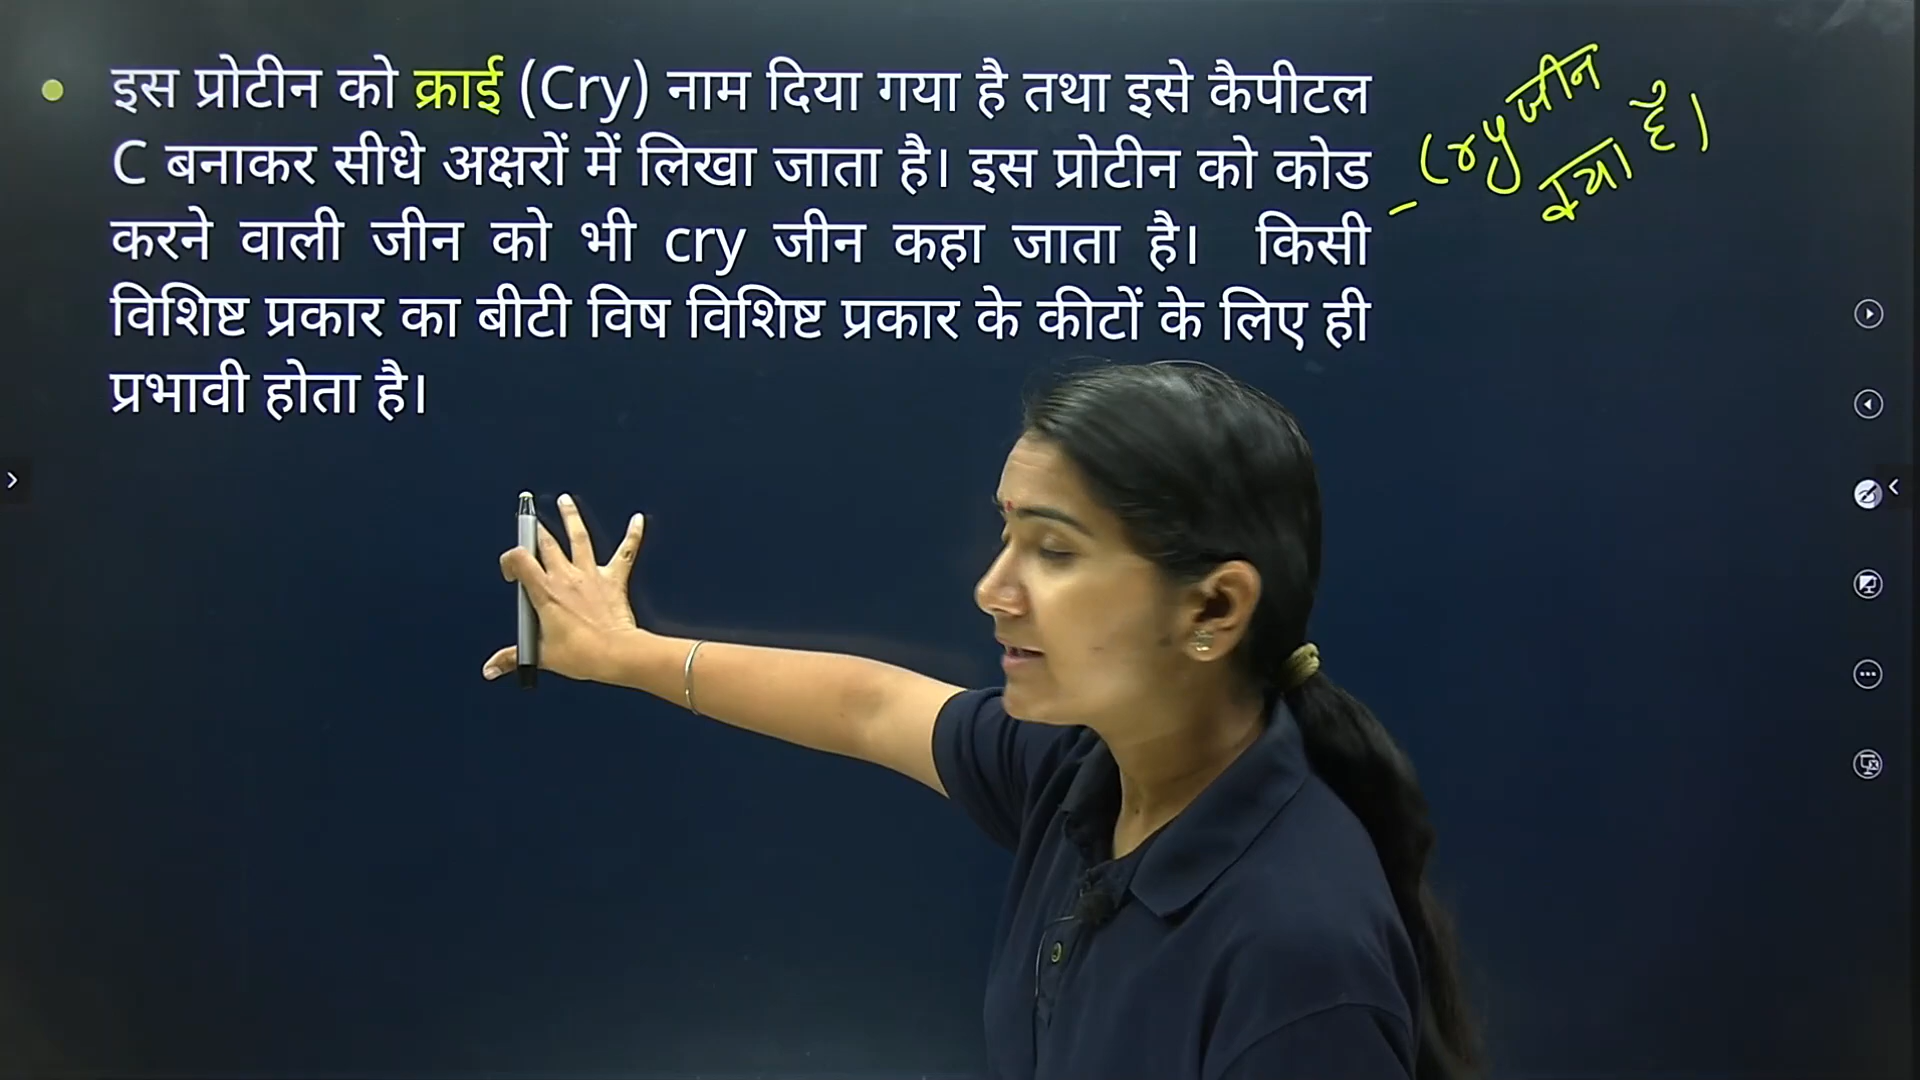 इस प्रोटीन को क्राई (Cry) नाम दिया गया है तथा इसे कैपीटल
C बनाकर सीधे अक्षरों में लिखा जाता है। इस प्रोटीन को कोड
करने वाली जीन को भी cry जीन कहा जाता है। किसी
विशिष्ट प्रकार का बीटी विष विशिष्ट प्रकार के कीटों के लिए ही
प्रभावी होता है।
- Cry जीन
क्या है।